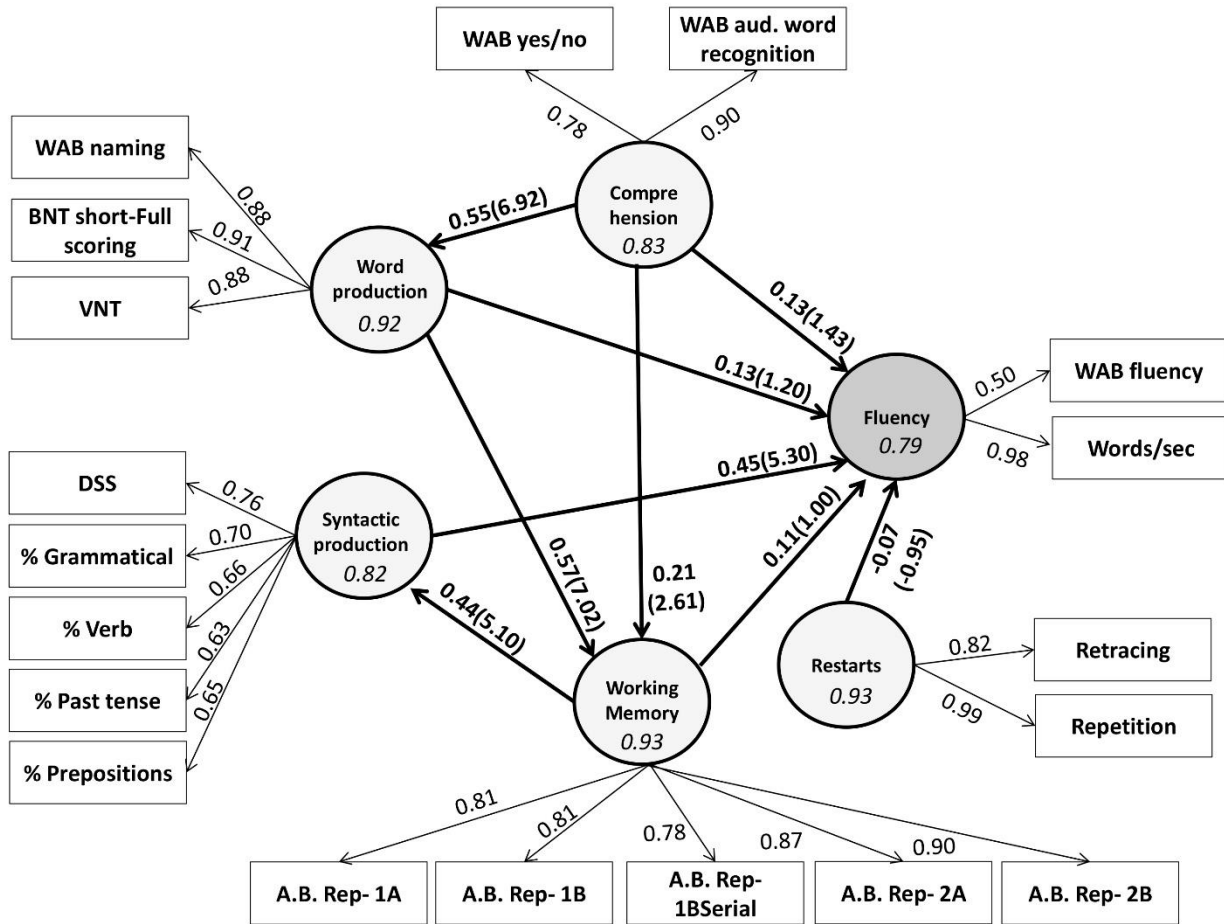 WAB yes/no
WAB aud. word
recognition
0.78
0.90
WAB naming
BNT short-Full
scoring
VNT
0.88
0.91
0.88
Word
production
0.92
0.55(6.92)
Compre
hension
0.83
0.13(1.43)
0.13(1.20)
Fluency
0.79
0.50
0.98
WAB fluency
Words/sec
DSS
% Grammatical
% Verb
% Past tense
% Prepositions
0.76
0.70
0.66
0.63
0.65
Syntactic
production
0.82
0.45(5.30)
0.57(7.02)
0.44(5.10)
0.21
(2.61)
0.11(1.00)
-0.07
(-0.95)
Restarts
0.93
0.82
0.99
Retracing
Repetition
Working
Memory
0.93
0.81
0.81
0.78
0.87
0.90
A.B. Rep- 1A
A.B. Rep- 1B
A.B. Rep-
1BSerial
A.B. Rep- 2A
A.B. Rep- 2B